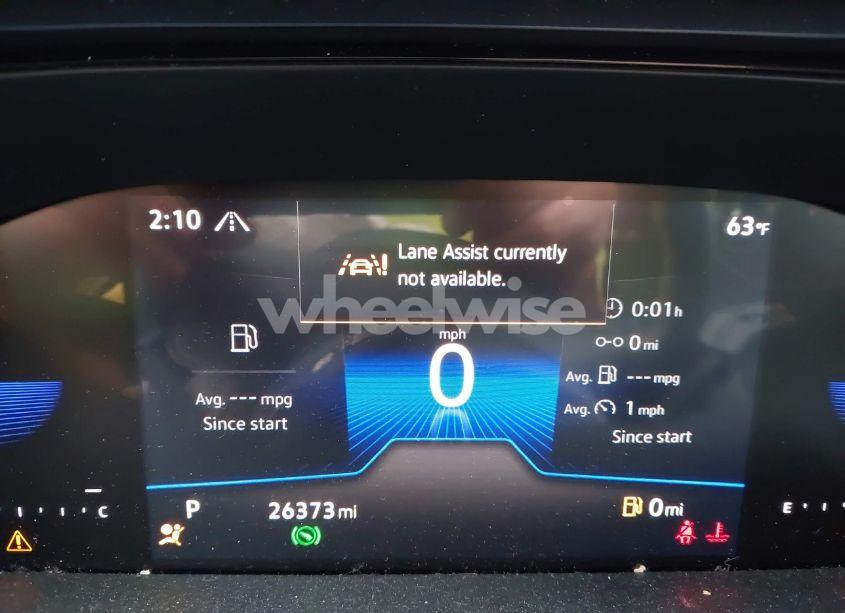 2:10
63°F
Lane Assist currently
not available.
wheelwise
0:01 h
mph
0 mi
0
Avg. --- mpg
Avg. --- mpg
Avg. 1 mph
Since start
Since start
C
P
26373 mi
0 mi
E